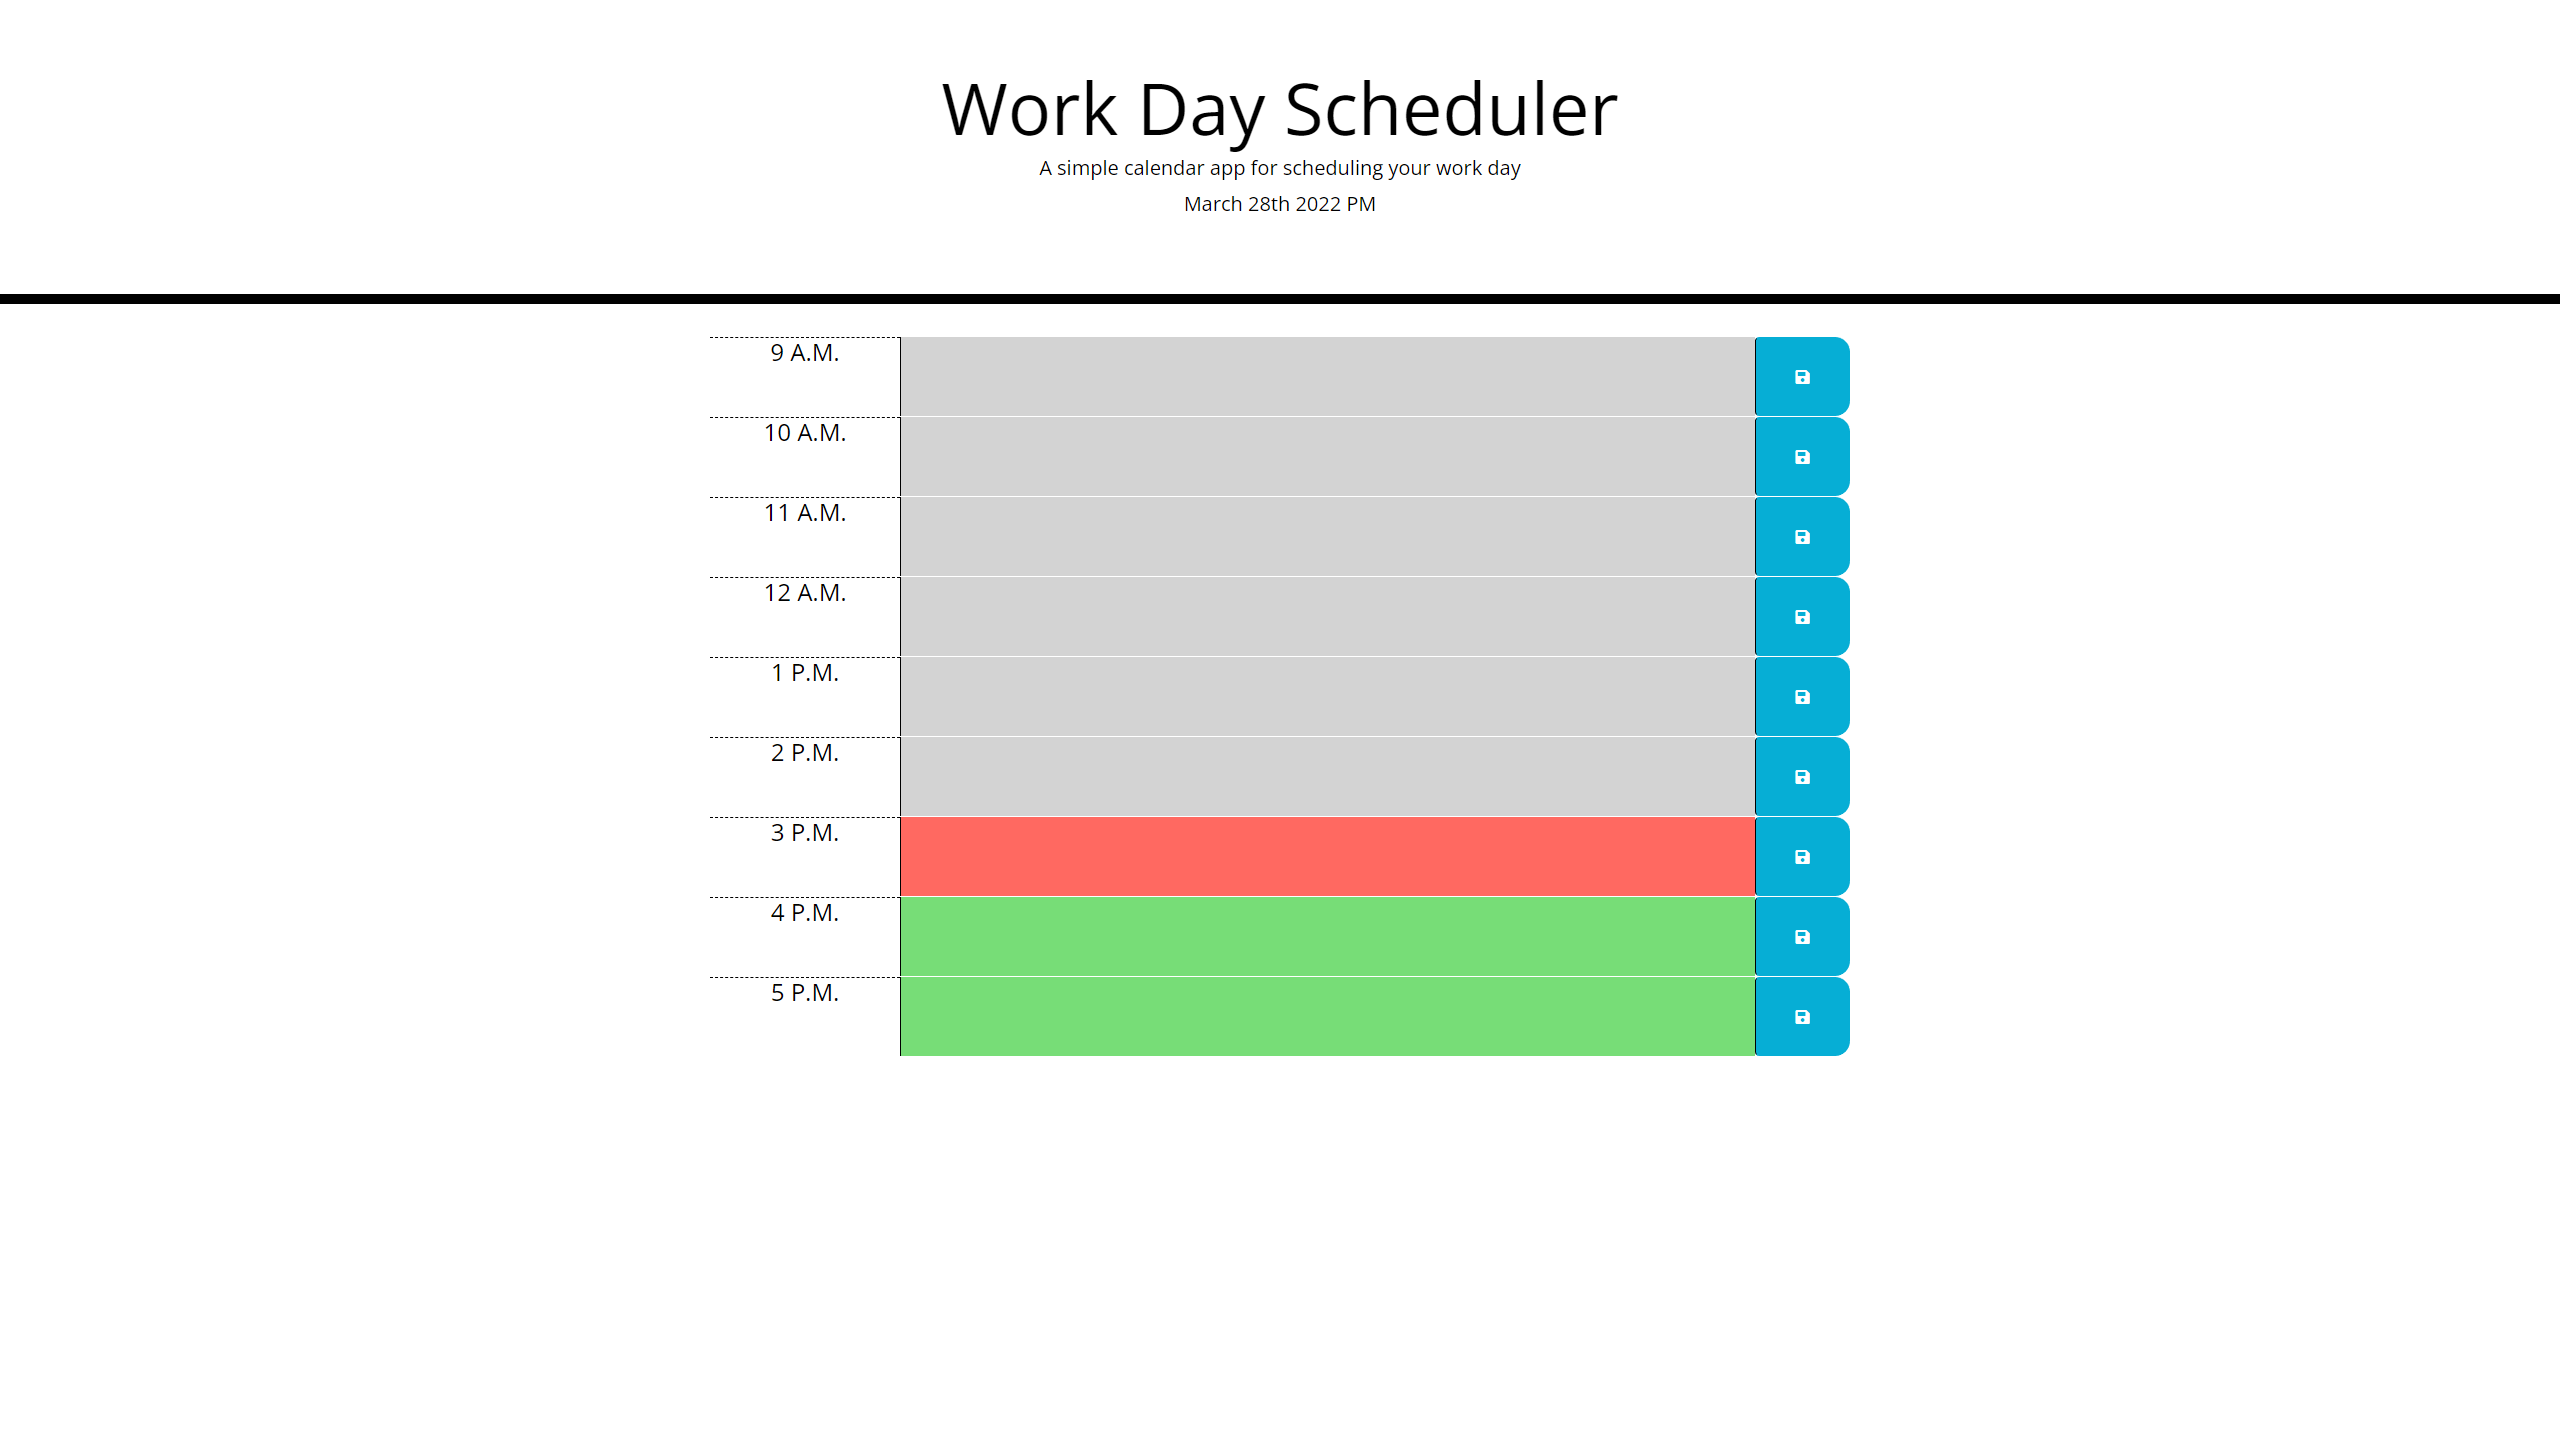 Work Day Scheduler
A simple calendar app for scheduling your work day
March 28th 2022 PM
9 A.M.
10 A.M.
11 A.M.
12 A.M.
1 P.M.
2 P.M.
3 P.M.
4 P.M.
5 P.M.